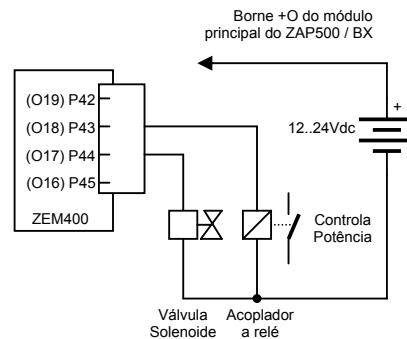 Borne +O do módulo
principal do ZAP500 / BX
(O19) P42
(O18) P43
(O17) P44
(O16) P45
ZEM400
+
12..24Vdc
Controla
Potência
Válvula
Solenoide
Acoplador
a relé